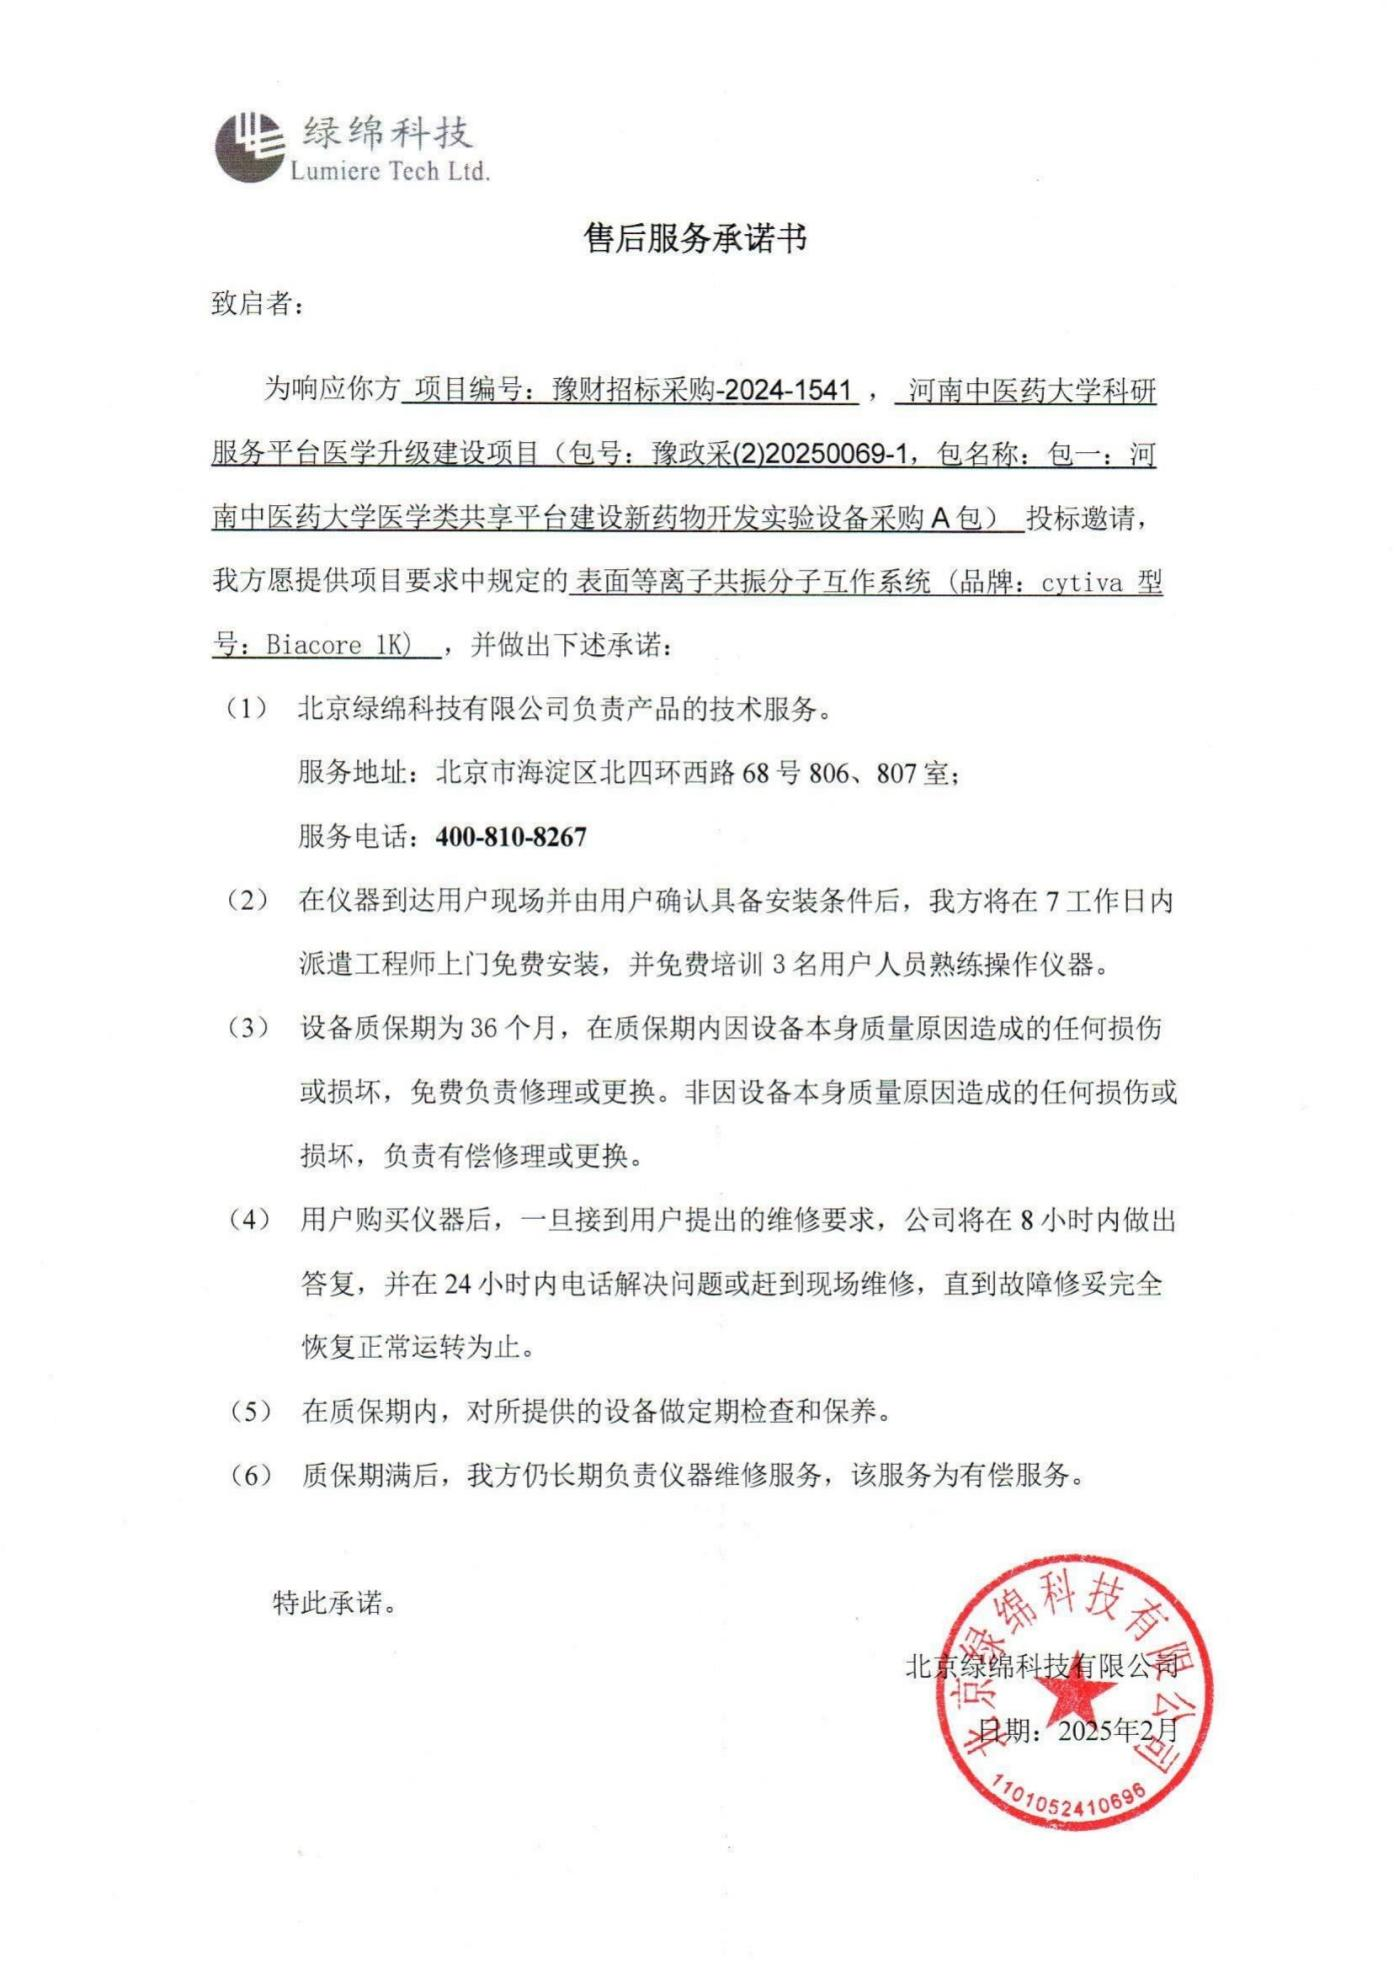 绿绵科技
Lumiere Tech Ltd.
售后服务承诺书
致启者：
为响应你方 项目编号：豫财招标采购-2024-1541 ， 河南中医药大学科研
服务平台医学升级建设项目（包号：豫政采(2)20250069-1，包名称：包一：河
南中医药大学医学类共享平台建设新药物开发实验设备采购 A 包） 投标邀请，
我方愿提供项目要求中规定的 表面等离子共振分子互作系统 (品牌：cytiva 型
号：Biacore 1K) ，并做出下述承诺：
（1） 北京绿绵科技有限公司负责产品的技术服务。
服务地址：北京市海淀区北四环西路 68 号 806、807 室；
服务电话：400-810-8267
（2） 在仪器到达用户现场并由用户确认具备安装条件后，我方将在 7 工作日内
派遣工程师上门免费安装，并免费培训 3 名用户人员熟练操作仪器。
（3） 设备质保期为 36 个月，在质保期内因设备本身质量原因造成的任何损伤
或损坏，免费负责修理或更换。非因设备本身质量原因造成的任何损伤或
损坏，负责有偿修理或更换。
（4） 用户购买仪器后，一旦接到用户提出的维修要求，公司将在 8 小时内做出
答复，并在 24 小时内电话解决问题或赶到现场维修，直到故障修妥完全
恢复正常运转为止。
（5） 在质保期内，对所提供的设备做定期检查和保养。
（6） 质保期满后，我方仍长期负责仪器维修服务，该服务为有偿服务。
特此承诺。
北京绿绵科技有限公司
日期：2025年2月
北京绿绵科技有限公司
1101052410696